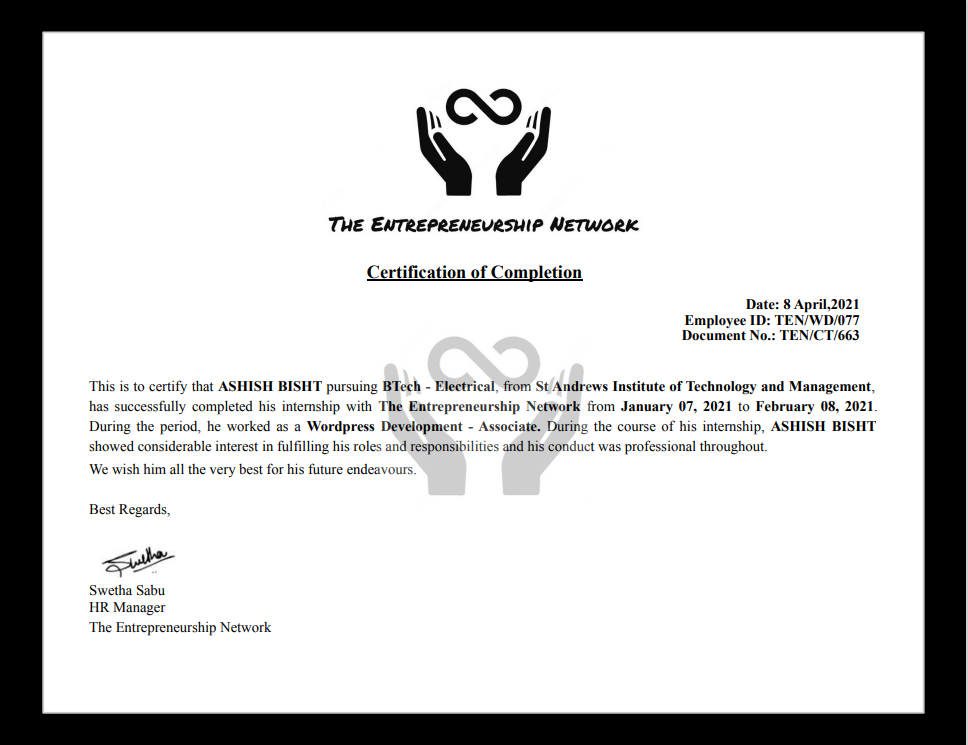 The Entrepreneurship Network
Certification of Completion
Date: 8 April,2021
Employee ID: TEN/WD/077
Document No.: TEN/CT/663
This is to certify that ASHISH BISHT pursuing BTech - Electrical, from St Andrews Institute of Technology and Management,
has successfully completed his internship with The Entrepreneurship Network from January 07, 2021 to February 08, 2021.
During the period, he worked as a Wordpress Development - Associate. During the course of his internship, ASHISH BISHT
showed considerable interest in fulfilling his roles and responsibilities and his conduct was professional throughout.
We wish him all the very best for his future endeavours.
Best Regards,
Swetha
Swetha Sabu
HR Manager
The Entrepreneurship Network